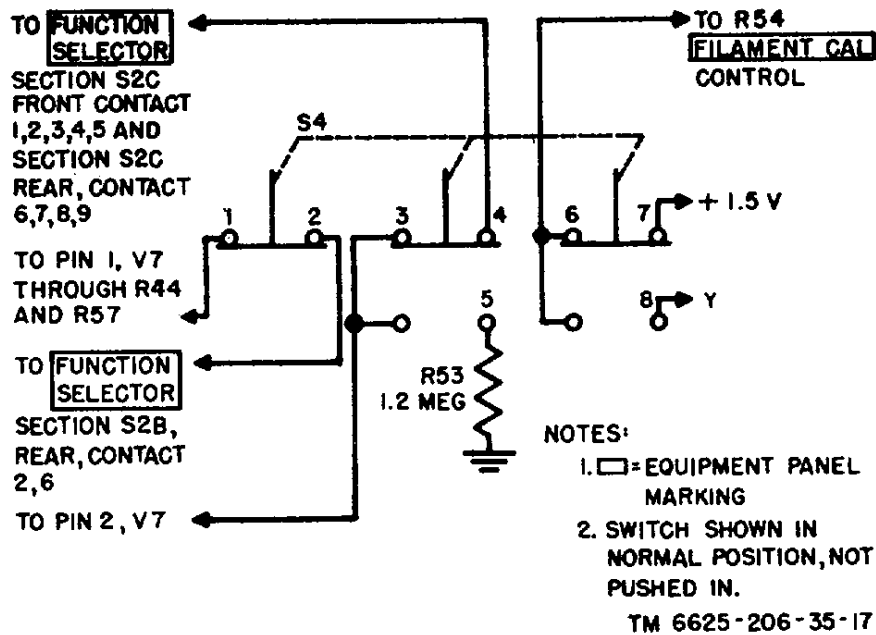 TO FUNCTION
SELECTOR
SECTION S2C
FRONT CONTACT
1,2,3,4,5 AND
SECTION S2C
REAR, CONTACT
6,7,8,9
TO PIN 1, V7
THROUGH R44
AND R57
TO FUNCTION
SELECTOR
SECTION S2B,
REAR, CONTACT
2,6
TO PIN 2, V7
S4
1
2
3
4
5
6
7
8
TO R54
FILAMENT CAL
CONTROL
+ 1.5 V
Y
R53
1.2 MEG
NOTES:
1. = EQUIPMENT PANEL
MARKING
2. SWITCH SHOWN IN
NORMAL POSITION, NOT
PUSHED IN.
TM 6625-206-35-17